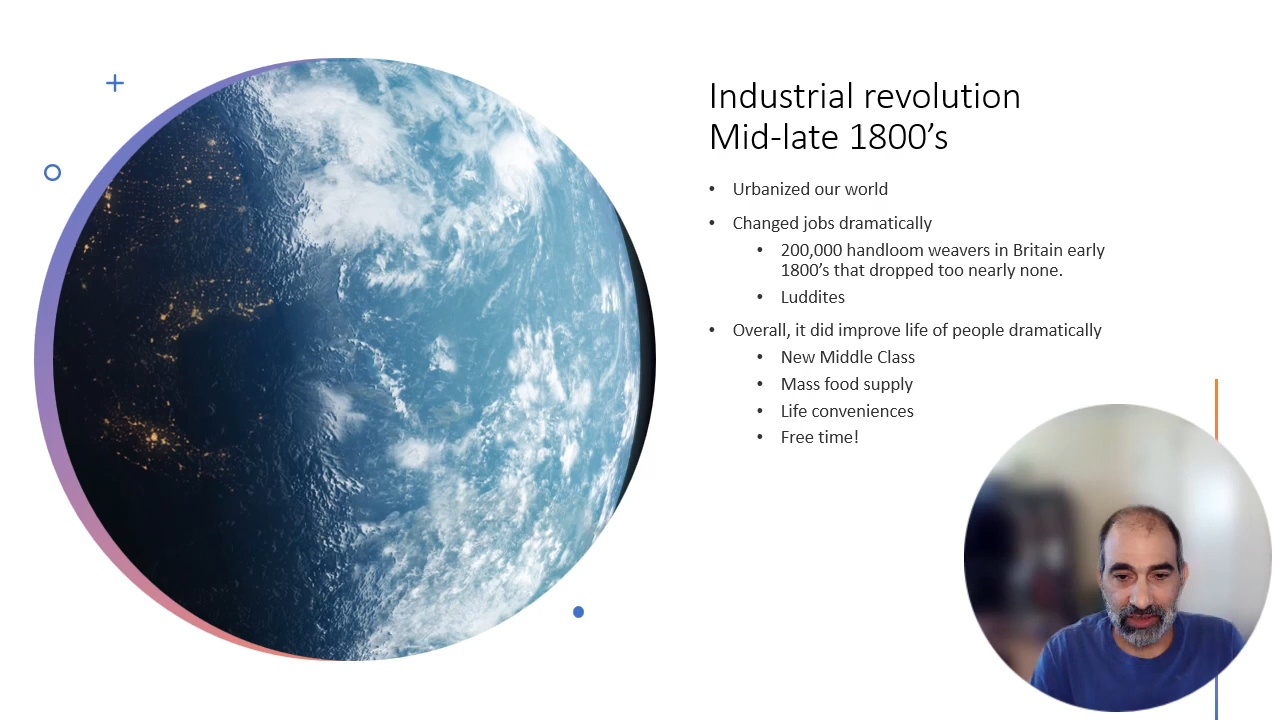 Industrial revolution
Mid-late 1800’s
• Urbanized our world
• Changed jobs dramatically
• 200,000 handloom weavers in Britain early
1800’s that dropped too nearly none.
• Luddites
• Overall, it did improve life of people dramatically
• New Middle Class
• Mass food supply
• Life conveniences
• Free time!